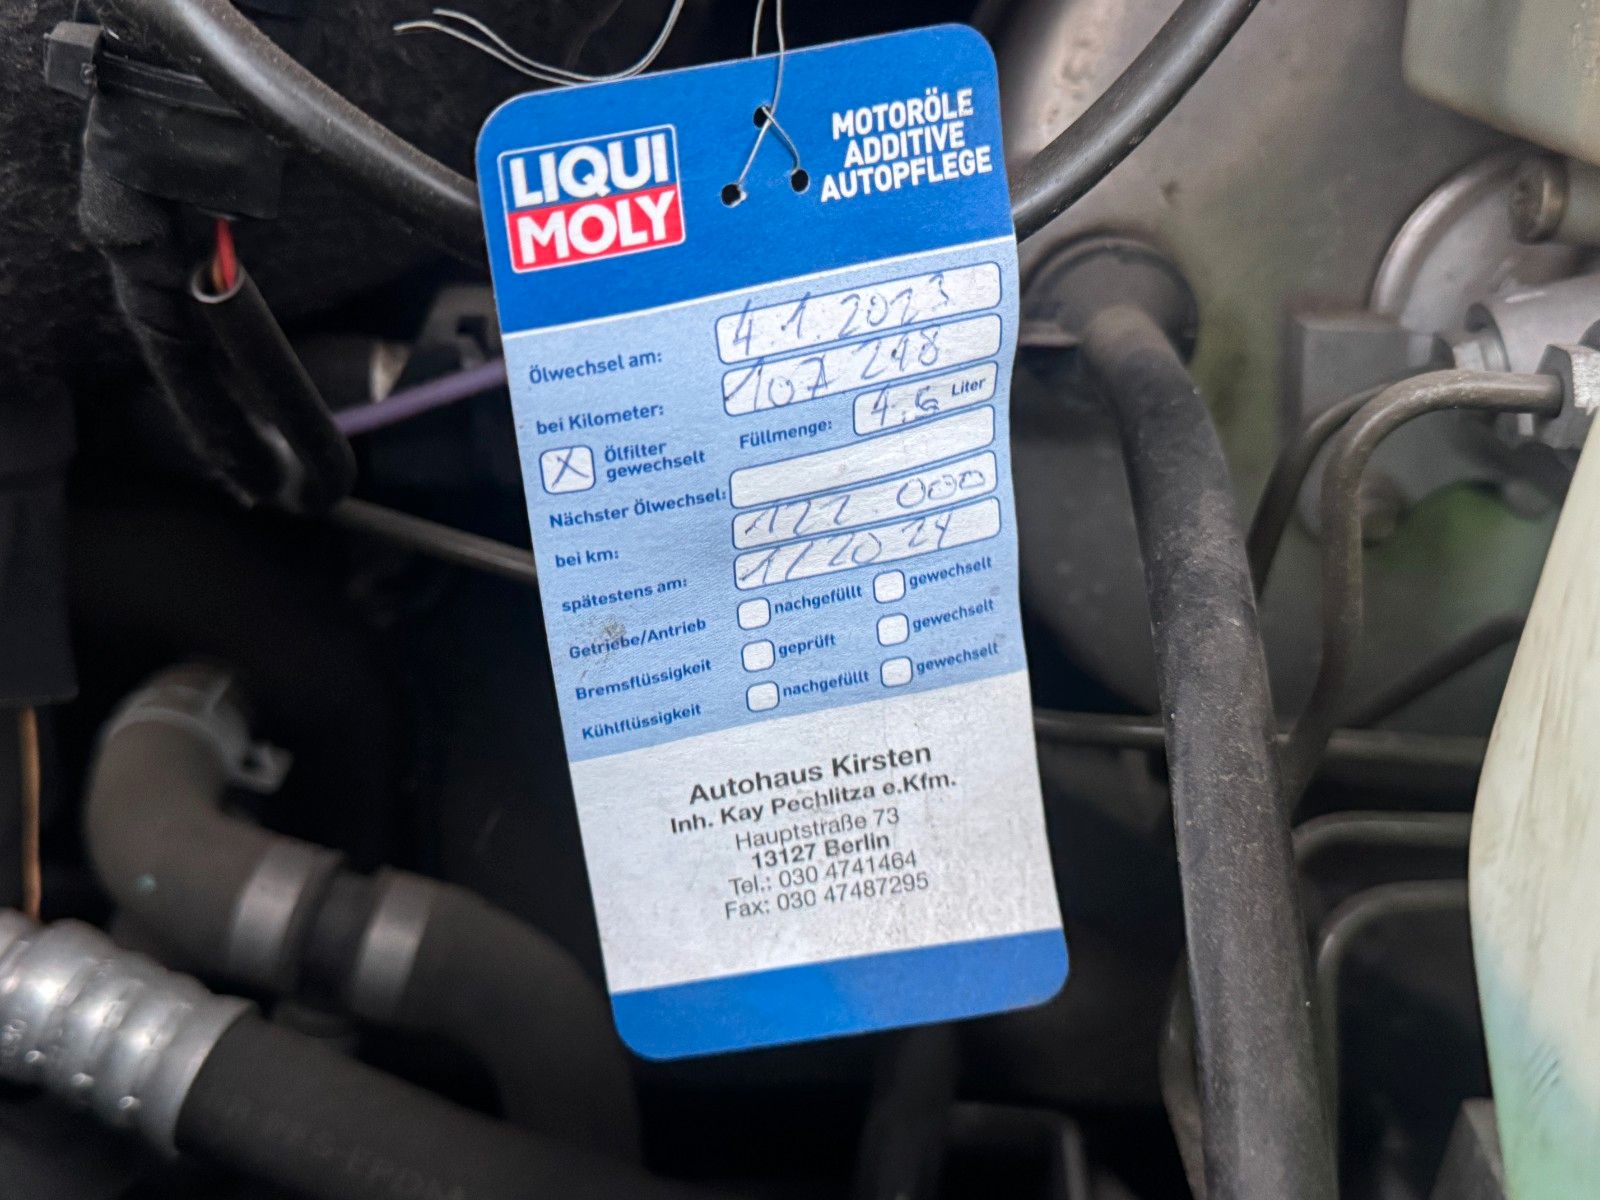 LIQUI
MOLY
MOTORÖLE
ADDITIVE
AUTOPFLEGE
Ölwechsel am: 4.1.2023
bei Kilometer: 107 248
X Ölfilter gewechselt Füllmenge: 4.5 Liter
Nächster Ölwechsel:
bei km: 122.000
spätestens am: 1/2024
Getriebe/Antrieb nachgefüllt gewechselt
Bremsflüssigkeit geprüft gewechselt
Kühlflüssigkeit nachgefüllt gewechselt
Autohaus Kirsten
Inh. Kay Pechlitza e.Kfm.
Hauptstraße 73
13127 Berlin
Tel.: 030 4741464
Fax: 030 47487295